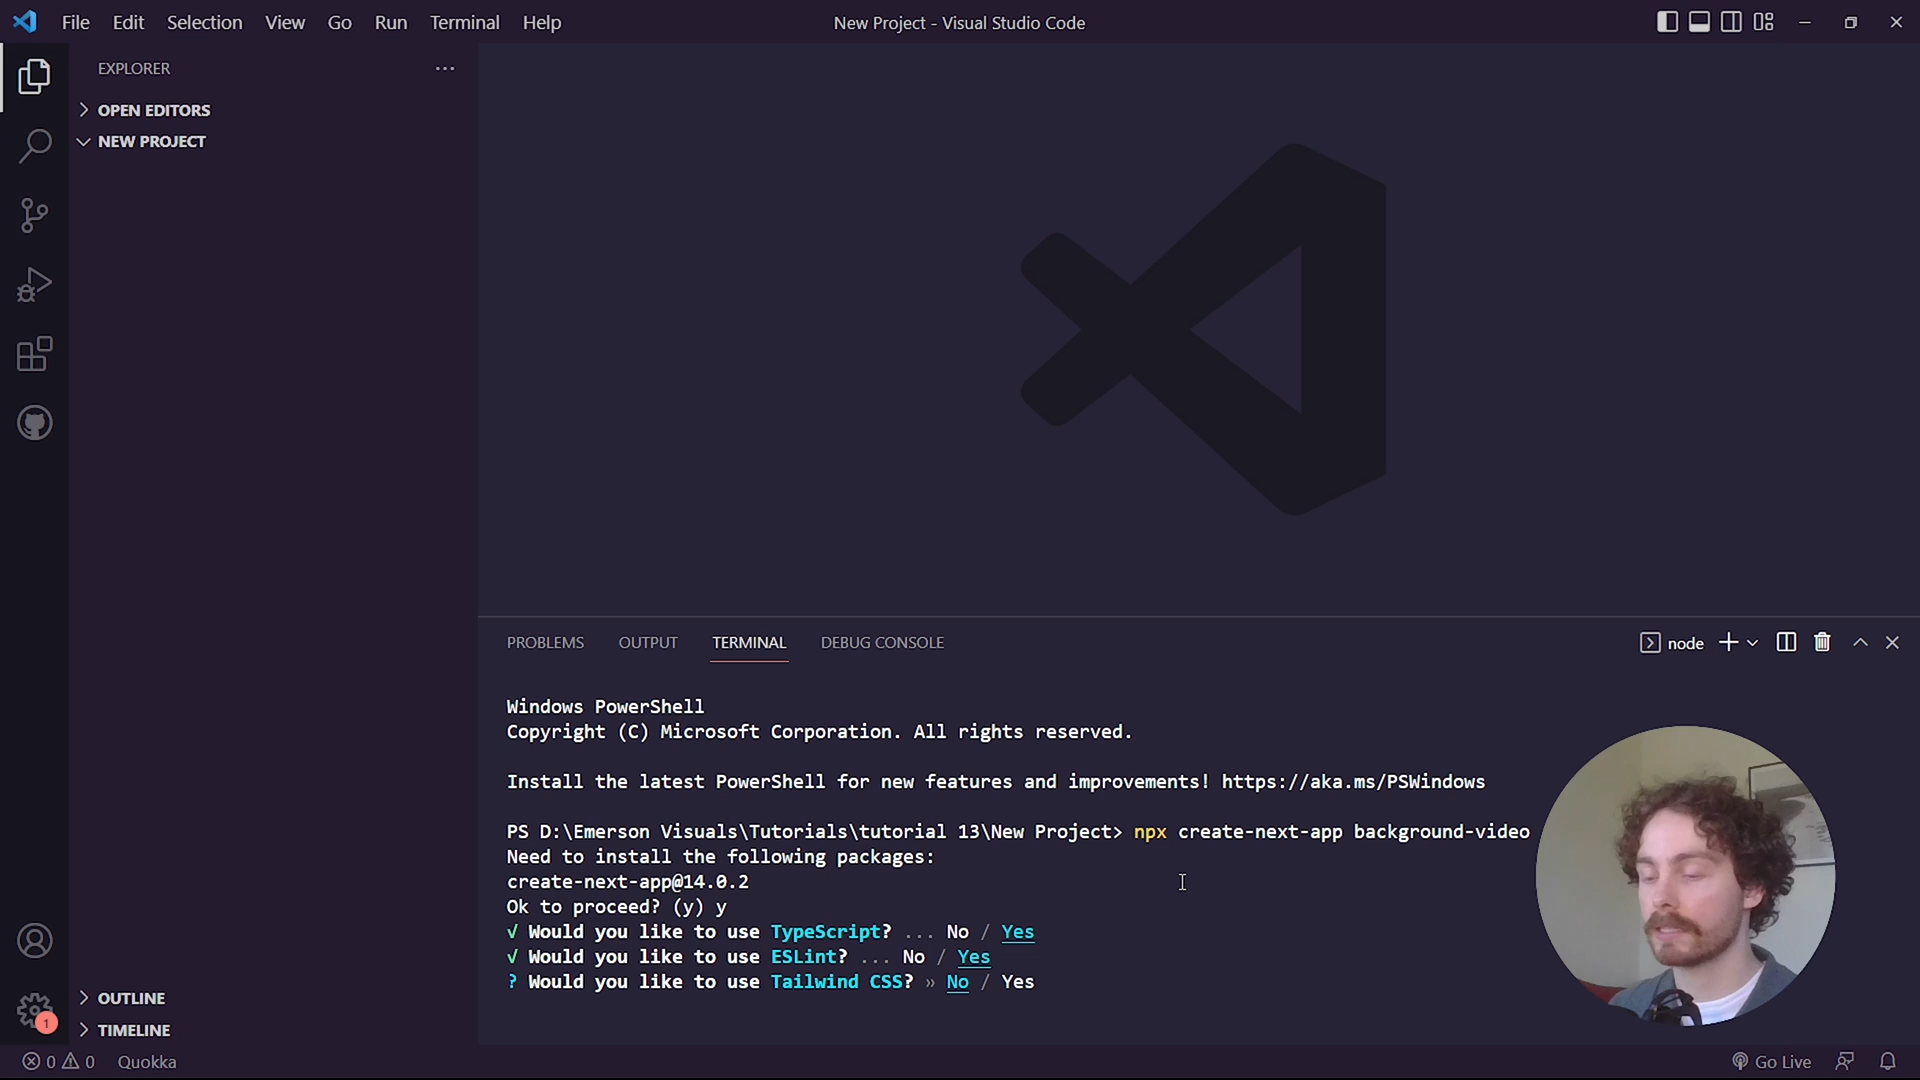 File Edit Selection View Go Run Terminal Help
New Project - Visual Studio Code
EXPLORER
OPEN EDITORS
NEW PROJECT
PROBLEMS OUTPUT TERMINAL DEBUG CONSOLE
node
Windows PowerShell
Copyright (C) Microsoft Corporation. All rights reserved.
Install the latest PowerShell for new features and improvements! https://aka.ms/PSWindows
PS D:\Emerson Visuals\Tutorials\tutorial 13\New Project> npx create-next-app background-video
Need to install the following packages:
create-next-app@14.0.2
Ok to proceed? (y) y
√ Would you like to use TypeScript? ... No / Yes
√ Would you like to use ESLint? ... No / Yes
? Would you like to use Tailwind CSS? » No / Yes
OUTLINE
1
TIMELINE
0 0 Quokka
Go Live